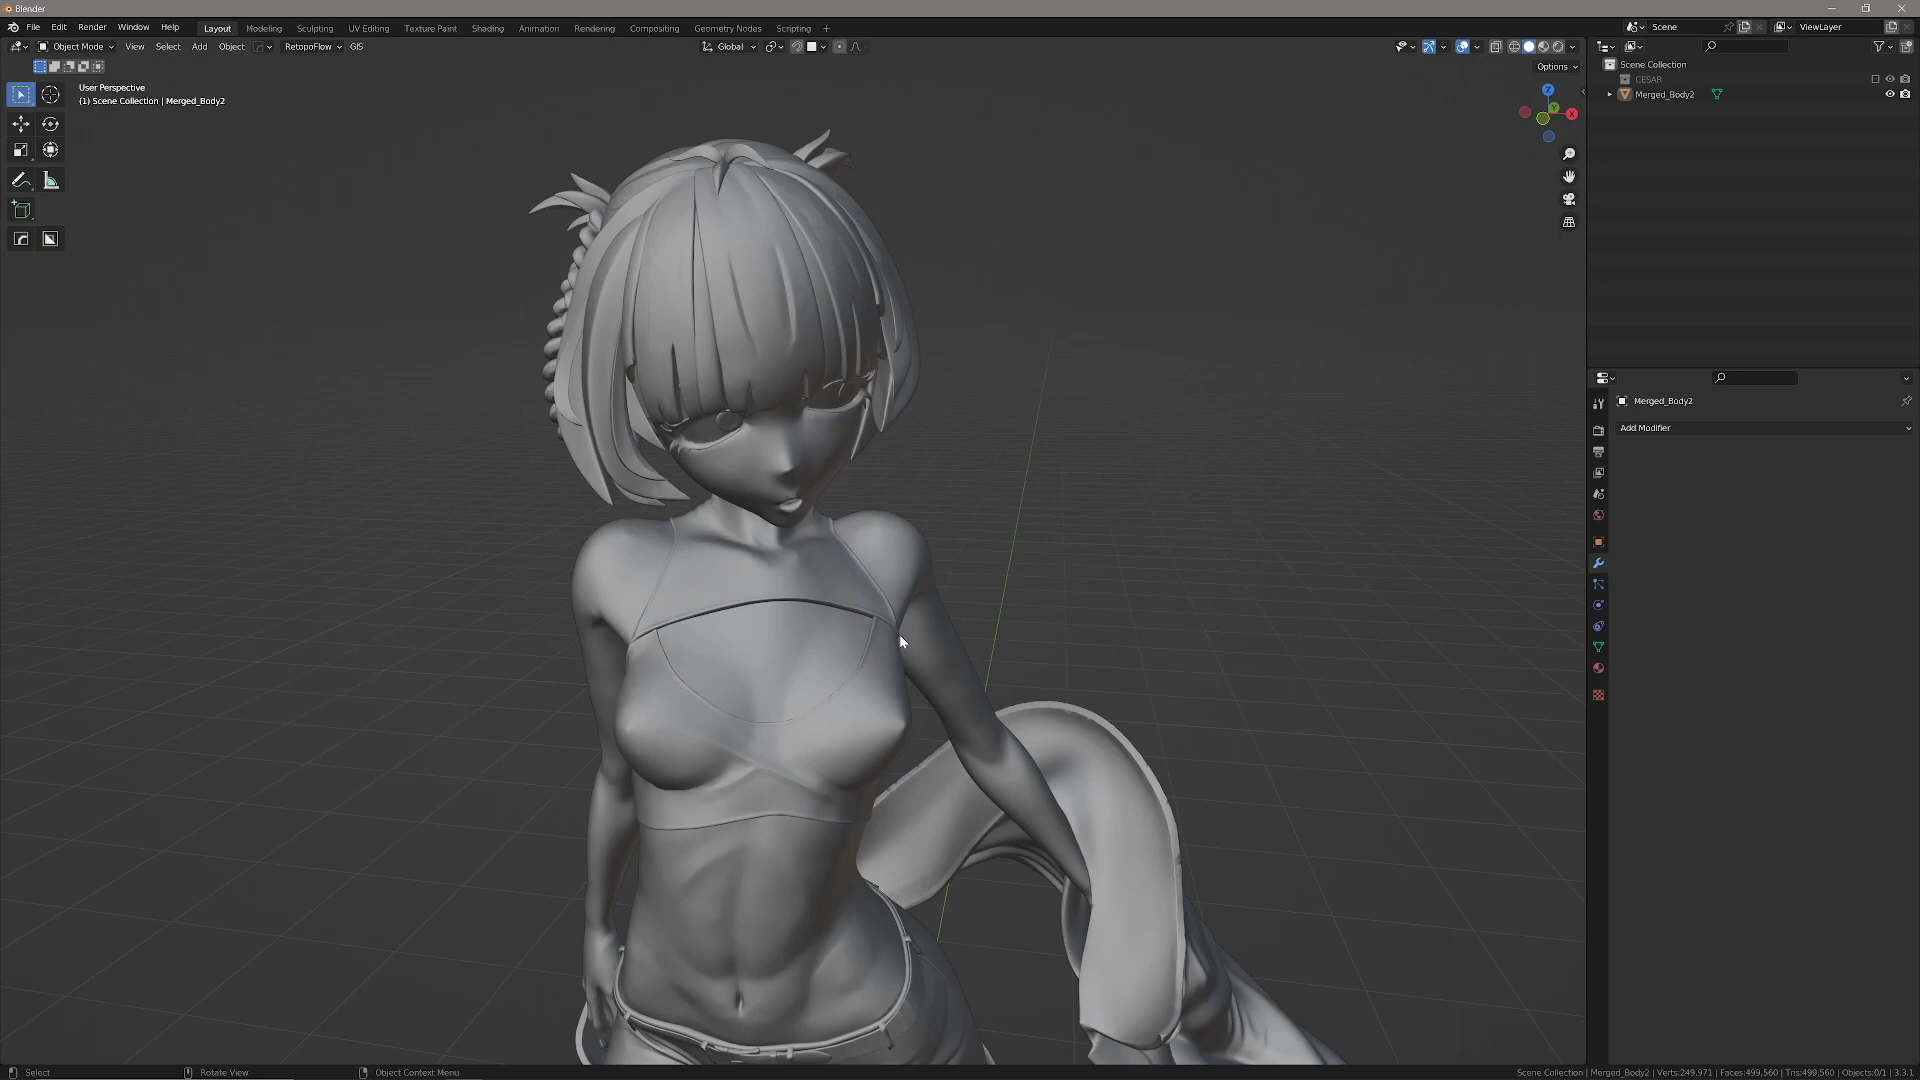 Blender
File Edit Render Window Help Layout Modeling Sculpting UV Editing Texture Paint Shading Animation Rendering Compositing Geometry Nodes Scripting + Scene ViewLayer
Object Mode View Select Add Object RetopoFlow GIS Global
Options
User Perspective
(1) Scene Collection | Merged_Body2
Z
Y
X
Scene Collection
CESAR
Merged_Body2
Merged_Body2
Add Modifier
Select Rotate View Object Context Menu Scene Collection | Merged_Body2 | Verts:249,971 | Faces:499,560 | Tris:499,560 | Objects:0/1 | 3.3.1